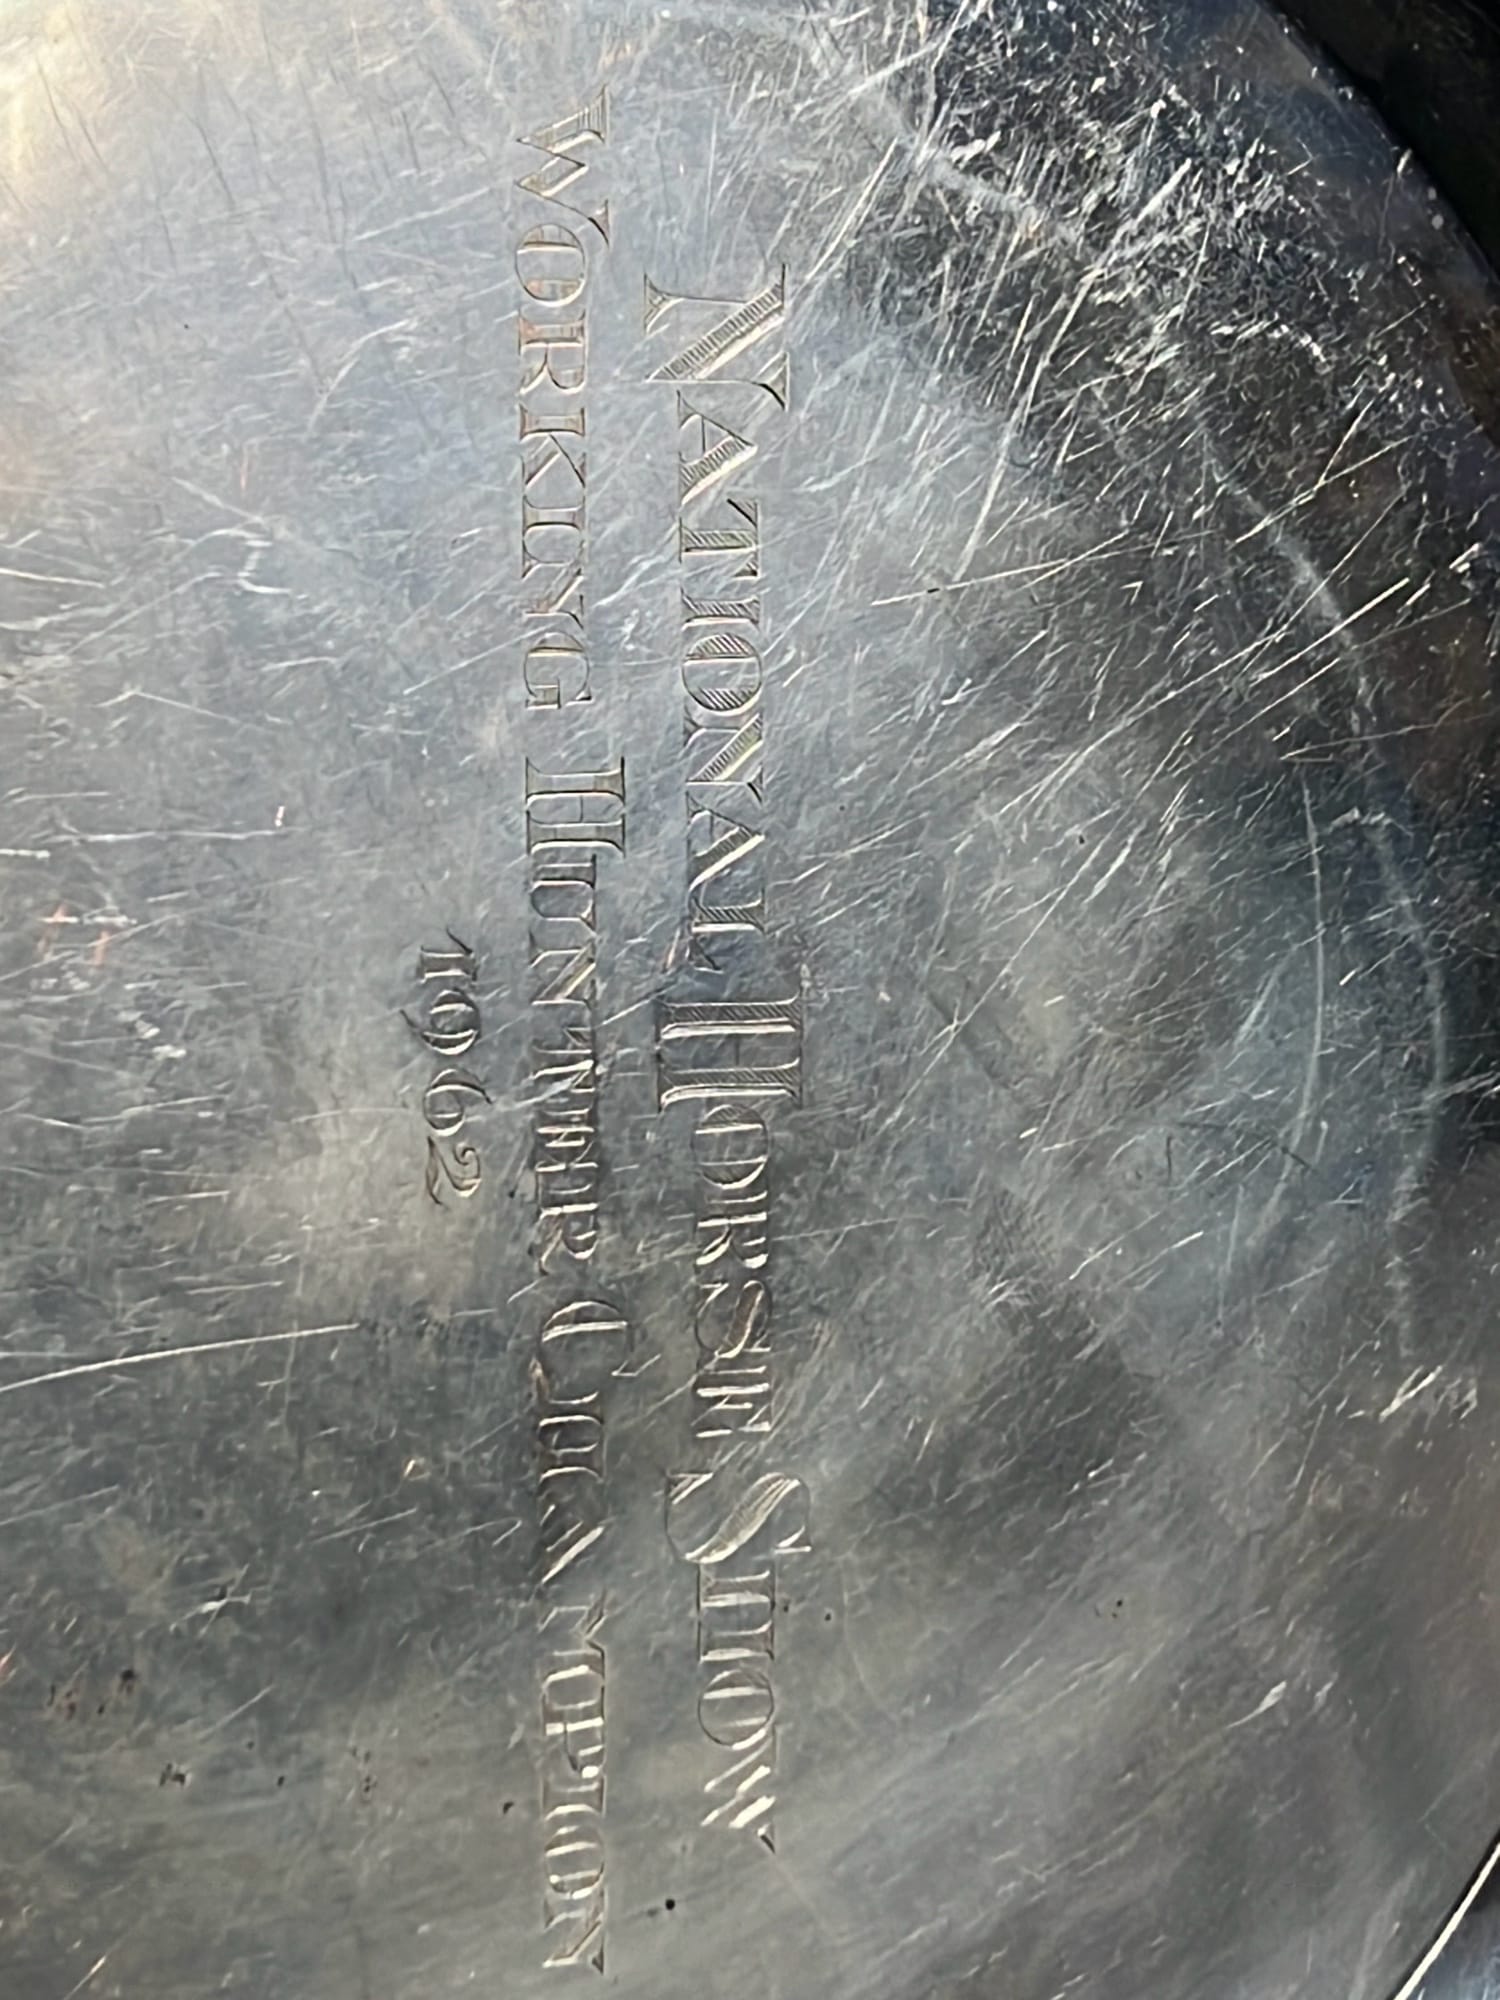 NATIONAL HORSE SHOW
WORKING HUNTER CHAMPION
1962